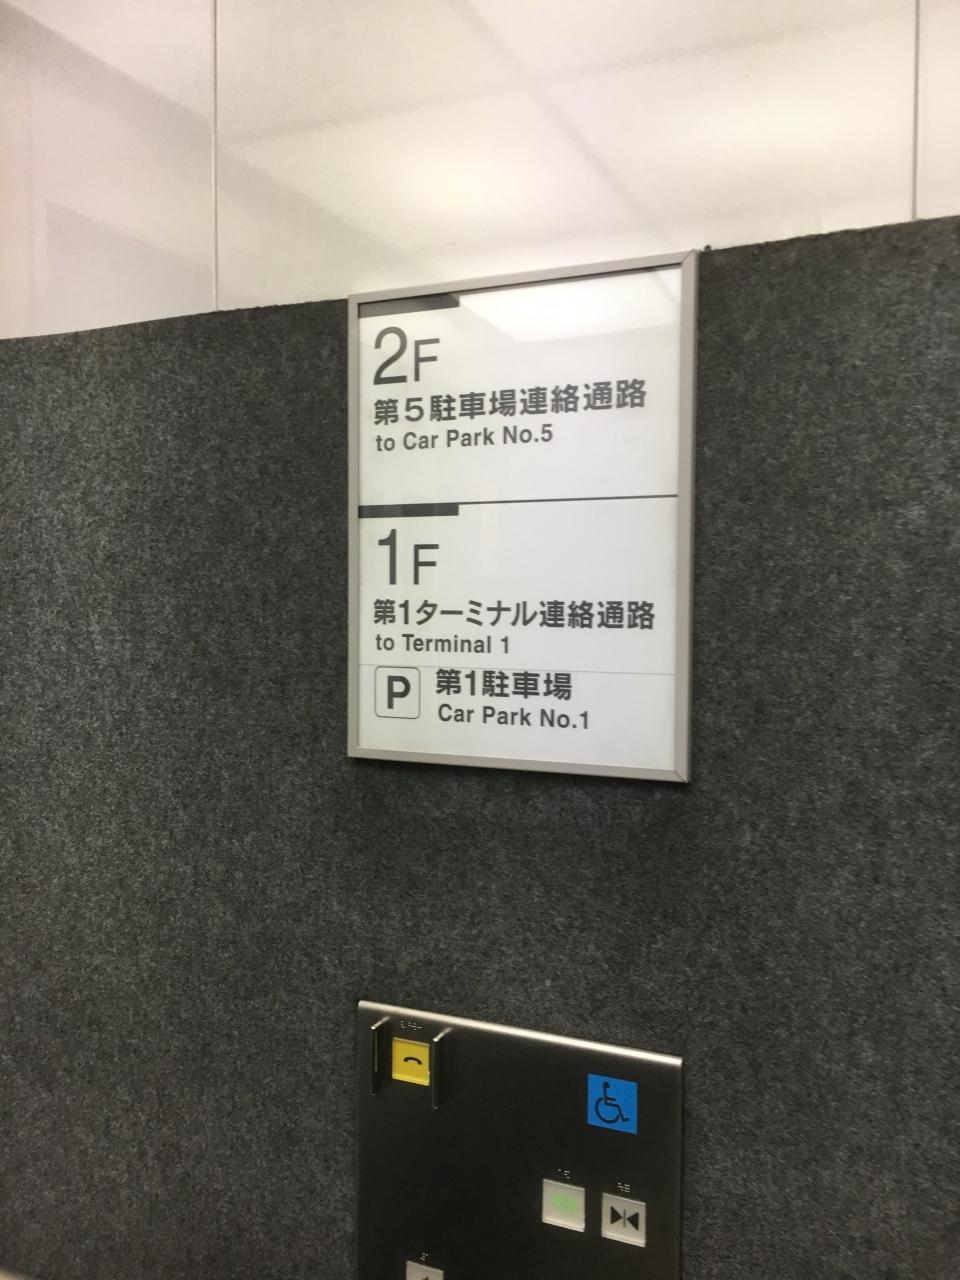 2F
第5駐車場連絡通路
to Car Park No.5
1F
第1ターミナル連絡通路
to Terminal 1
P 第1駐車場
Car Park No.1